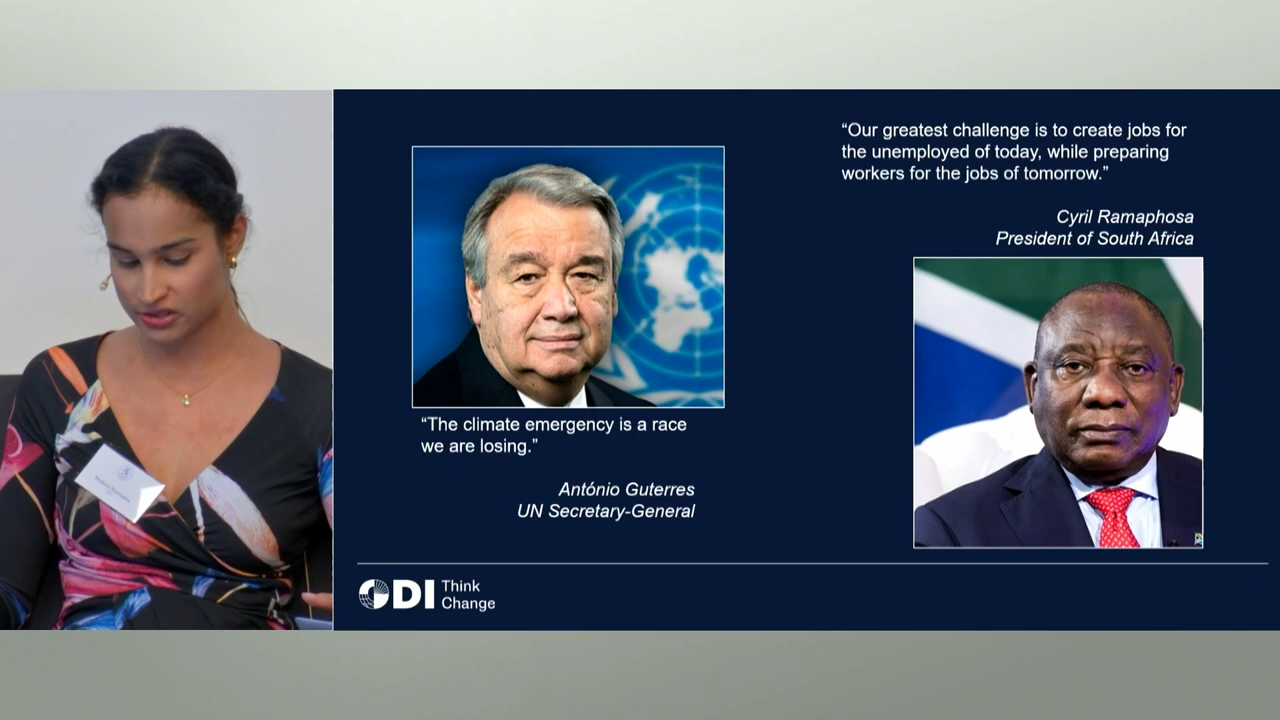 “The climate emergency is a race
we are losing.”
António Guterres
UN Secretary-General
“Our greatest challenge is to create jobs for
the unemployed of today, while preparing
workers for the jobs of tomorrow.”
Cyril Ramaphosa
President of South Africa
ODI Think
Change